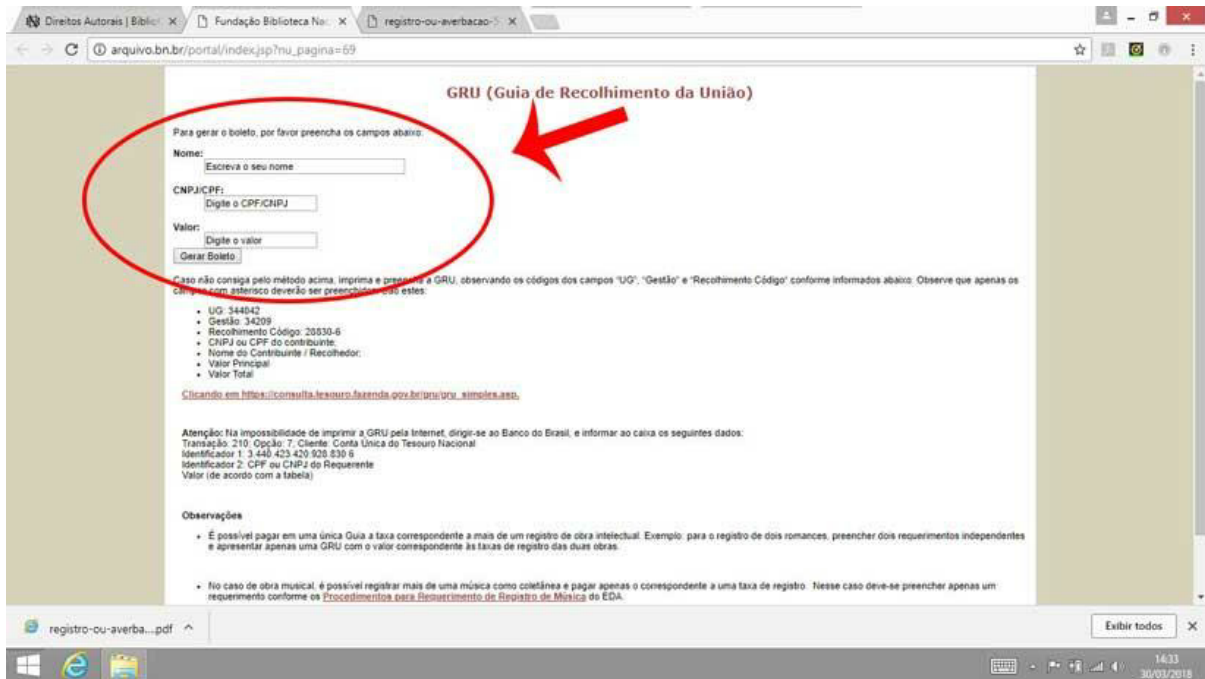 Direitos Autorais | Biblio
Fundação Biblioteca Nac
registro-ou-averbacao-
arquivo.bn.br/portal/index.jsp?nu_pagina=69
GRU (Guia de Recolhimento da União)
Para gerar o boleto, por favor preencha os campos abaixo:
Nome:
Escreva o seu nome
CNPJ/CPF:
Digite o CPF/CNPJ
Valor:
Digite o valor
Gerar Boleto
Caso não consiga pelo método acima, imprima e preencha a GRU, observando os códigos dos campos "UG", "Gestão" e "Recolhimento Código" conforme informados abaixo. Observe que apenas os
campos com asterisco deverão ser preenchidos. São estes:
• UG: 344042
• Gestão: 34209
• Recolhimento Código: 28830-6
• CNPJ ou CPF do contribuinte;
• Nome do Contribuinte / Recolhedor;
• Valor Principal
• Valor Total
Clicando em https://consulta.tesouro.fazenda.gov.br/gru/gru_simples.asp.
Atenção: Na impossibilidade de imprimir a GRU pela Internet, dirigir-se ao Banco do Brasil, e informar ao caixa os seguintes dados:
Transação: 210; Opção: 7, Cliente: Conta Única do Tesouro Nacional
Identificador 1: 3.440.423.420.928.830-6
Identificador 2: CPF ou CNPJ do Requerente
Valor (de acordo com a tabela)
Observações
• É possível pagar em uma única Guia a taxa correspondente a mais de um registro de obra intelectual. Exemplo: para o registro de dois romances, preencher dois requerimentos independentes
e apresentar apenas uma GRU com o valor correspondente às taxas de registro das duas obras.
• No caso de obra musical, é possível registrar mais de uma música como coletânea e pagar apenas o correspondente a uma taxa de registro. Nesse caso deve-se preencher apenas um
requerimento conforme os Procedimentos para Requerimento de Registro de Música do EDA.
registro-ou-averba....pdf
Exibir todos
14:33
30/03/2018